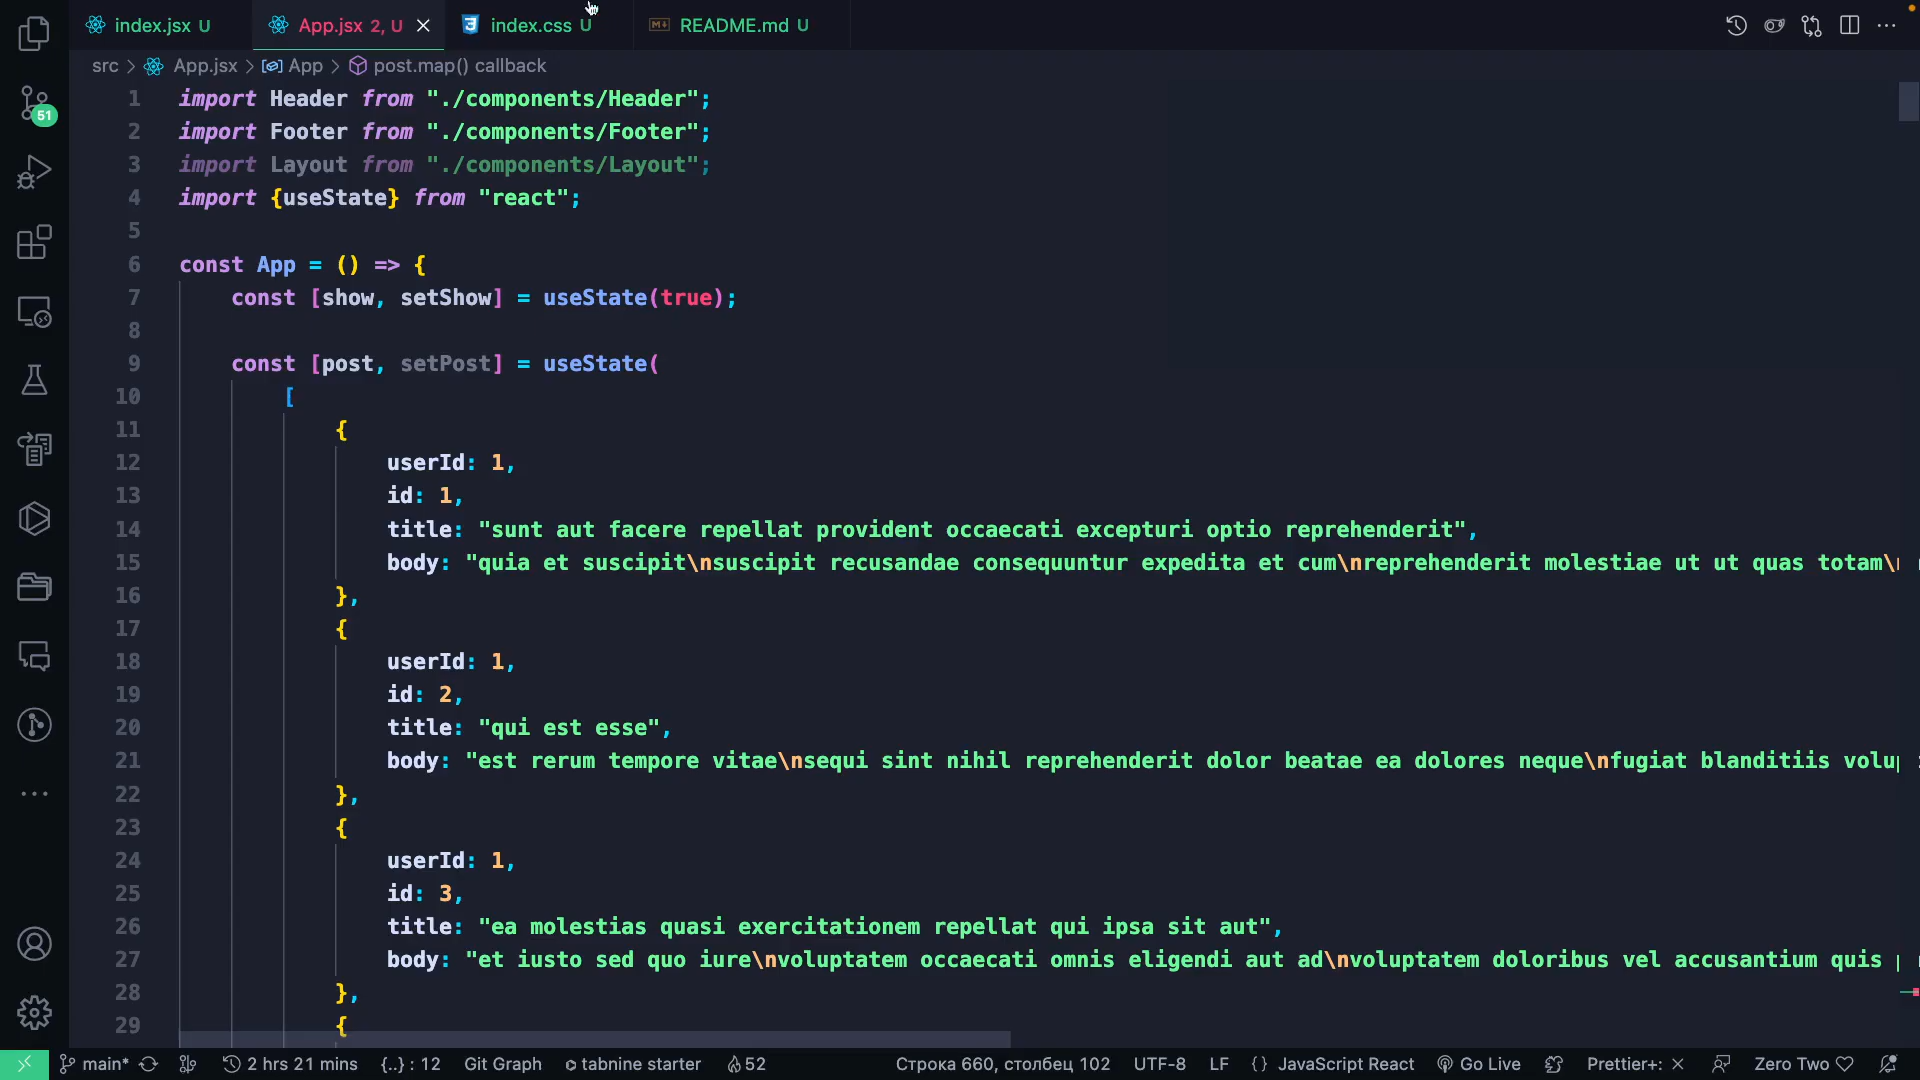 index.jsx U
App.jsx 2, U
index.css U
README.md U
src > App.jsx > App > post.map() callback
51
1 import Header from "./components/Header";
2 import Footer from "./components/Footer";
3 import Layout from "./components/Layout";
4 import {useState} from "react";
5
6 const App = () => {
7 const [show, setShow] = useState(true);
8
9 const [post, setPost] = useState(
10 [
11 {
12 userId: 1,
13 id: 1,
14 title: "sunt aut facere repellat provident occaecati excepturi optio reprehenderit",
15 body: "quia et suscipit\nsuscipit recusandae consequuntur expedita et cum\nreprehenderit molestiae ut ut quas totam\
16 },
17 {
18 userId: 1,
19 id: 2,
20 title: "qui est esse",
21 body: "est rerum tempore vitae\nsequi sint nihil reprehenderit dolor beatae ea dolores neque\nfugiat blanditiis volup
22 },
23 {
24 userId: 1,
25 id: 3,
26 title: "ea molestias quasi exercitationem repellat qui ipsa sit aut",
27 body: "et iusto sed quo iure\nvoluptatem occaecati omnis eligendi aut ad\nvoluptatem doloribus vel accusantium quis
28 },
29 {
main* 2 hrs 21 mins {..} : 12 Git Graph tabnine starter 52 Строка 660, столбец 102 UTF-8 LF {} JavaScript React Go Live Prettier+: × Zero Two